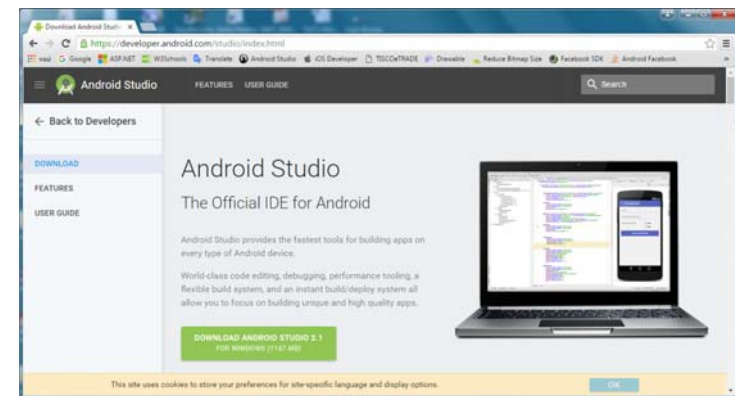 Download Android Studi
https://developer.android.com/studio/index.html
Google ASP.NET W3Schools Translate Android Studio iOS Developer TISCOeTRADE Drawable Reduce Bitmap Size Facebook SDK Android Facebook
Android Studio FEATURES USER GUIDE Search
← Back to Developers
DOWNLOAD
FEATURES
USER GUIDE
Android Studio
The Official IDE for Android
Android Studio provides the fastest tools for building apps on
every type of Android device.
World-class code editing, debugging, performance tooling, a
flexible build system, and an instant build/deploy system all
allow you to focus on building unique and high quality apps.
DOWNLOAD ANDROID STUDIO 2.1
FOR WINDOWS (1187 MB)
This site uses cookies to store your preferences for site-specific language and display options.
OK